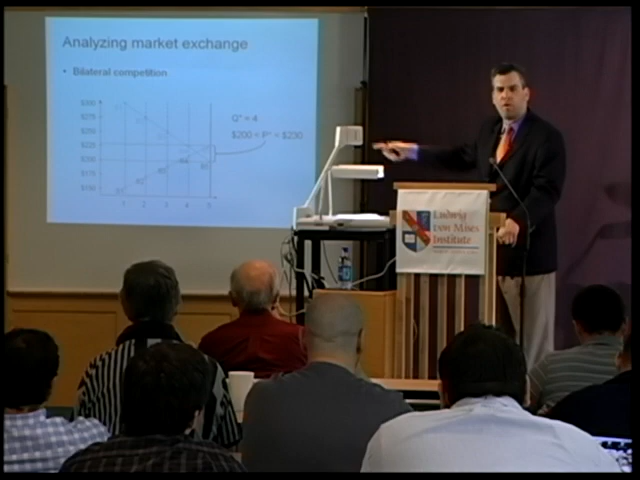 Analyzing market exchange
• Bilateral competition
Q* = 4
$200 < P* < $230
$300
$275
$250
$225
$200
$175
$150
1 2 3 4 5
Ludwig
von Mises
Institute